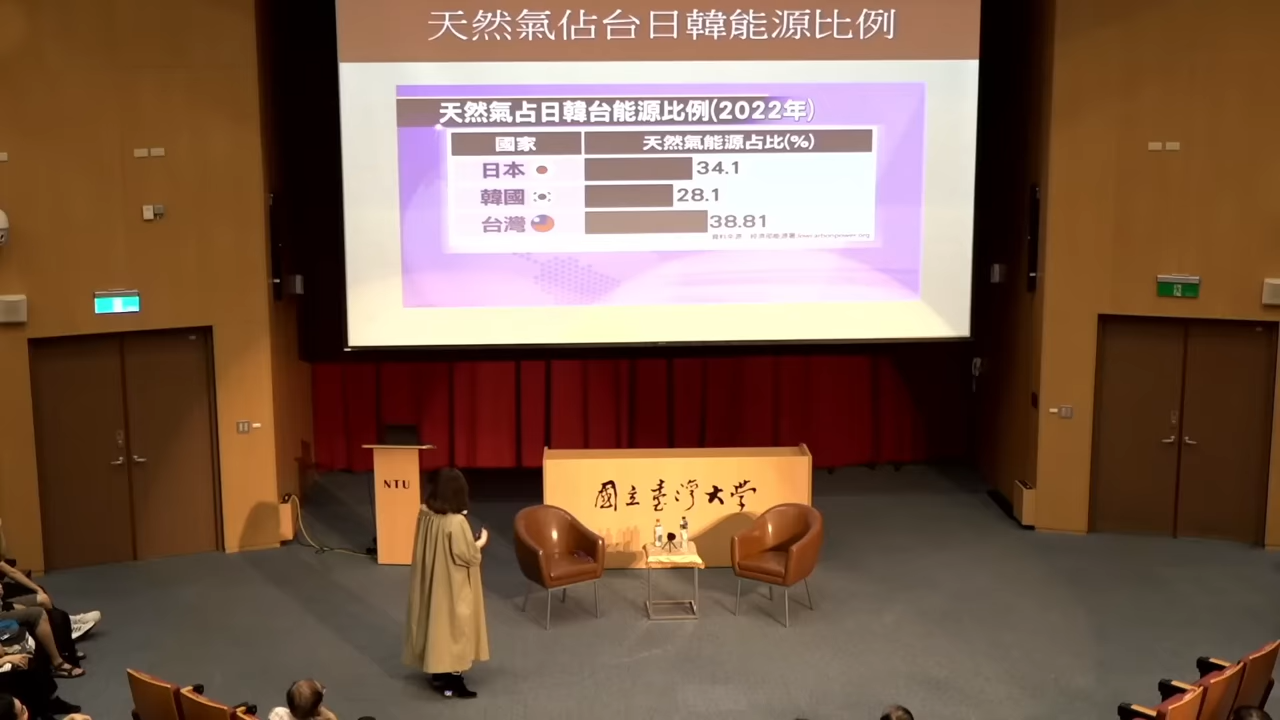 天然氣佔台日韓能源比例
天然氣占日韓台能源比例(2022年)
國家 天然氣能源占比(%)
日本 34.1
韓國 28.1
台灣 38.81
NTU
國立臺灣大學